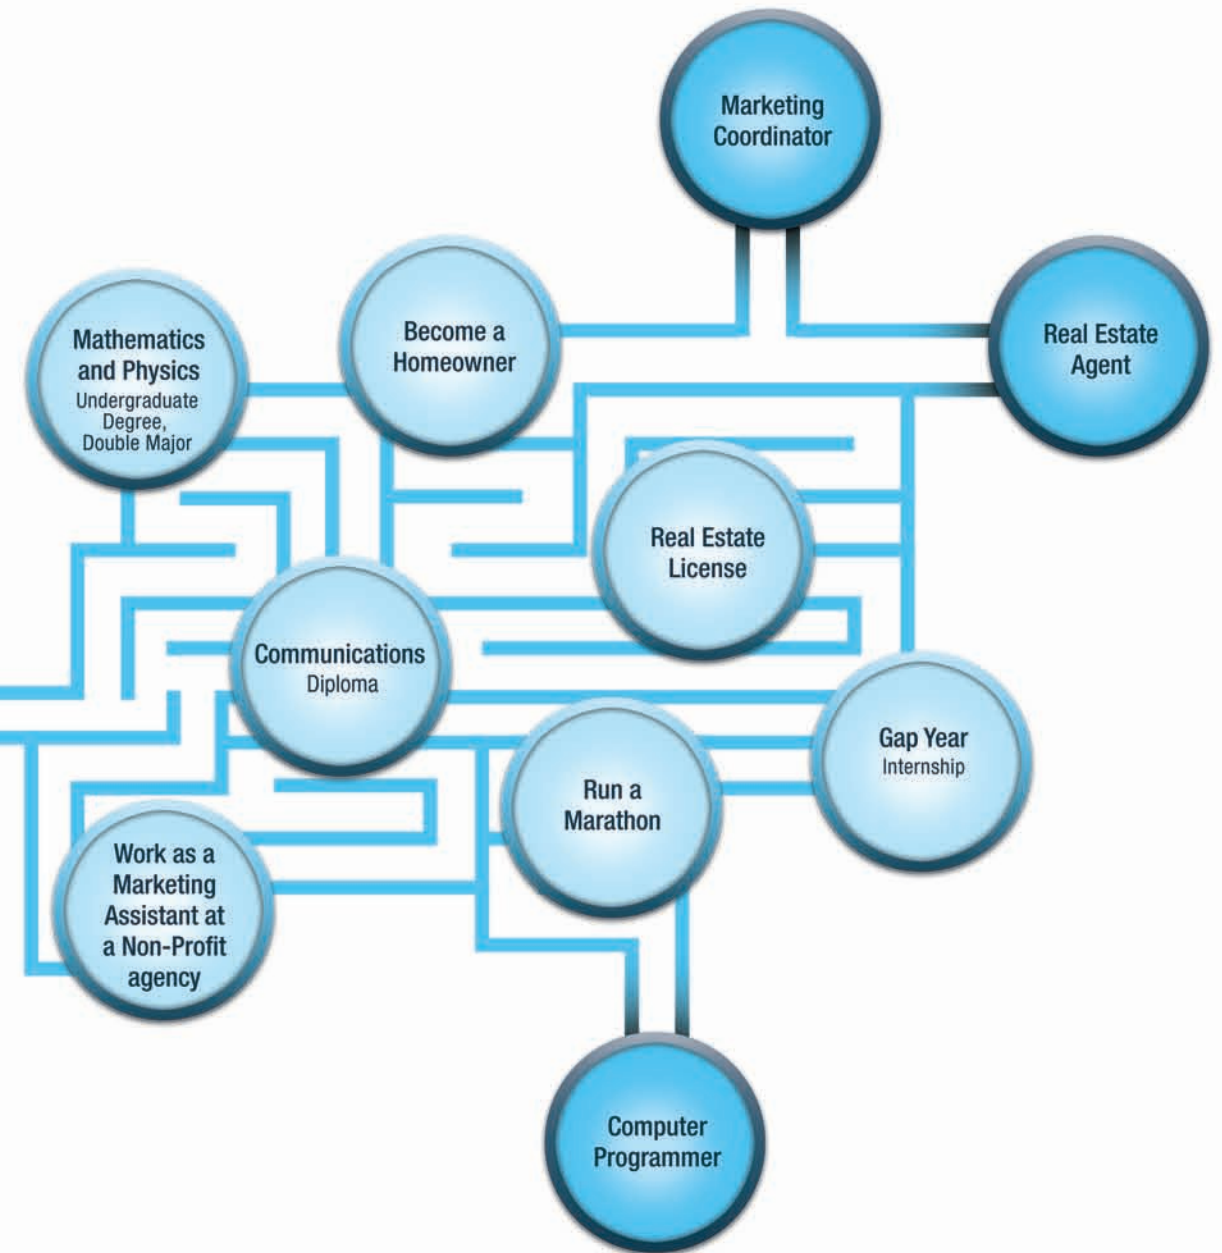 Marketing
Coordinator
Mathematics
and Physics
Undergraduate
Degree,
Double Major
Become a
Homeowner
Real Estate
Agent
Real Estate
License
Communications
Diploma
Gap Year
Internship
Run a
Marathon
Work as a
Marketing
Assistant at
a Non-Profit
agency
Computer
Programmer